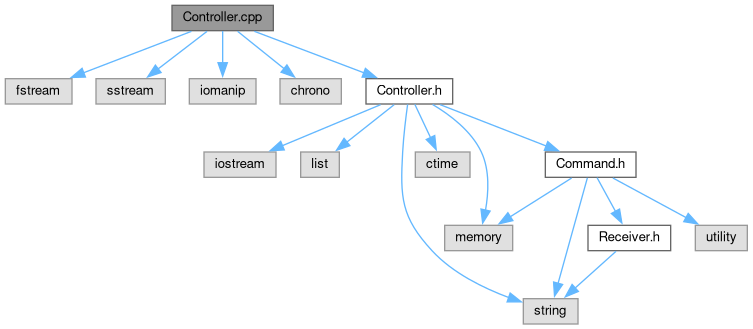 Controller.cpp
fstream
sstream
iomanip
chrono
Controller.h
iostream
list
ctime
Command.h
memory
Receiver.h
utility
string